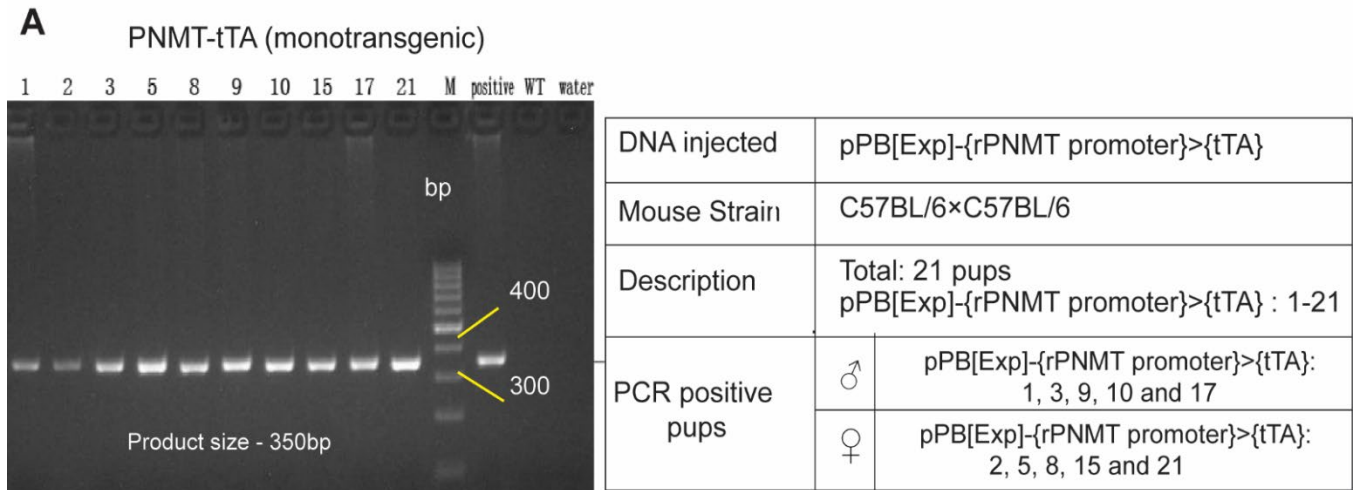 A
PNMT-tTA (monotransgenic)
1 2 3 5 8 9 10 15 17 21 M positive WT water
bp
400
300
Product size - 350bp
DNA injected pPB[Exp]-{rPNMT promoter}>{tTA}
Mouse Strain C57BL/6×C57BL/6
Description Total: 21 pups
pPB[Exp]-{rPNMT promoter}>{tTA} : 1-21
PCR positive pups
♂ pPB[Exp]-{rPNMT promoter}>{tTA}:
1, 3, 9, 10 and 17
♀ pPB[Exp]-{rPNMT promoter}>{tTA}:
2, 5, 8, 15 and 21